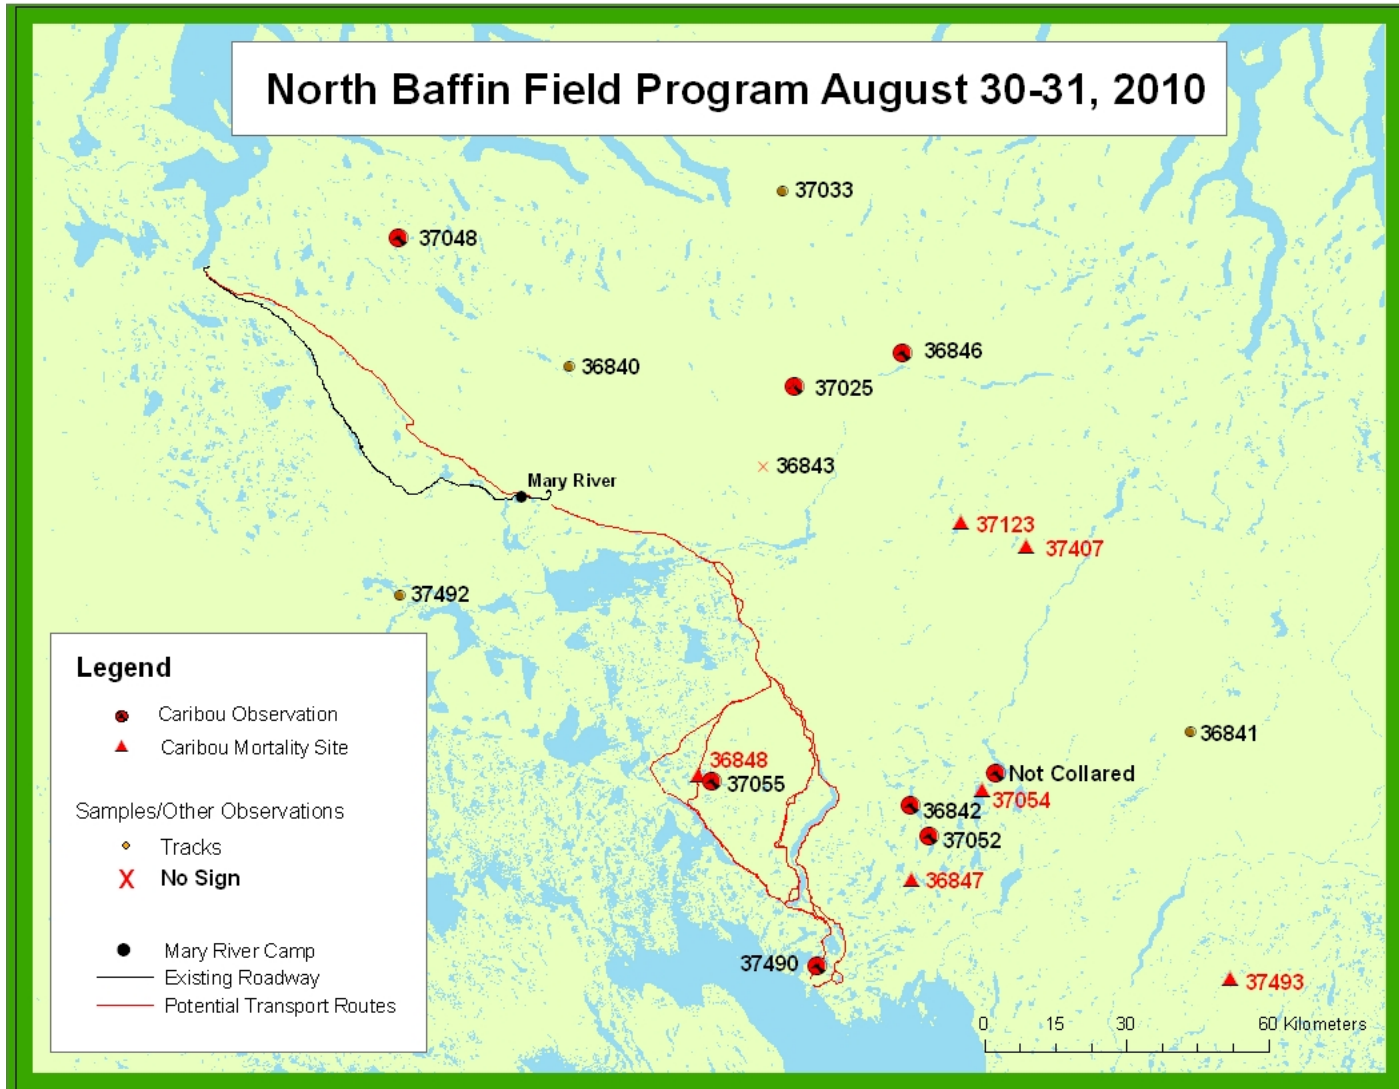 North Baffin Field Program August 30-31, 2010
37033
37048
36846
36840
37025
36843
Mary River
37123
37407
37492
36841
36848
37055
Not Collared
37054
36842
37052
36847
37490
37493
Legend
Caribou Observation
Caribou Mortality Site
Samples/Other Observations
Tracks
No Sign
Mary River Camp
Existing Roadway
Potential Transport Routes
0 15 30 60 Kilometers